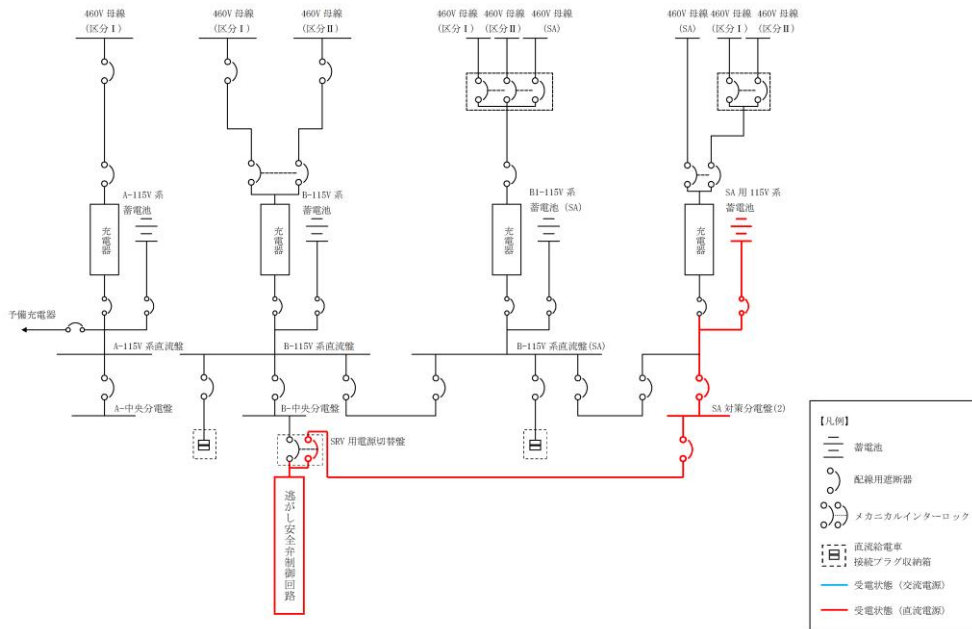 460V 母線
(区分Ⅰ)
460V 母線
(区分Ⅰ)
460V 母線
(区分Ⅱ)
460V 母線
(区分Ⅰ)
460V 母線
(区分Ⅱ)
460V 母線
(SA)
460V 母線
(SA)
460V 母線
(区分Ⅰ)
460V 母線
(区分Ⅱ)
A-115V 系
蓄電池
充電器
B-115V 系
蓄電池
充電器
B1-115V 系
蓄電池 (SA)
充電器
SA 用 115V 系
蓄電池
充電器
予備充電器
A-115V 系直流盤
B-115V 系直流盤
B-115V 系直流盤(SA)
A-中央分電盤
B-中央分電盤
SA 対策分電盤(2)
SRV 用電源切替盤
逃がし安全弁制御回路
【凡例】
蓄電池
配線用遮断器
メカニカルインターロック
直流給電車
接続プラグ収納箱
受電状態 (交流電源)
受電状態 (直流電源)